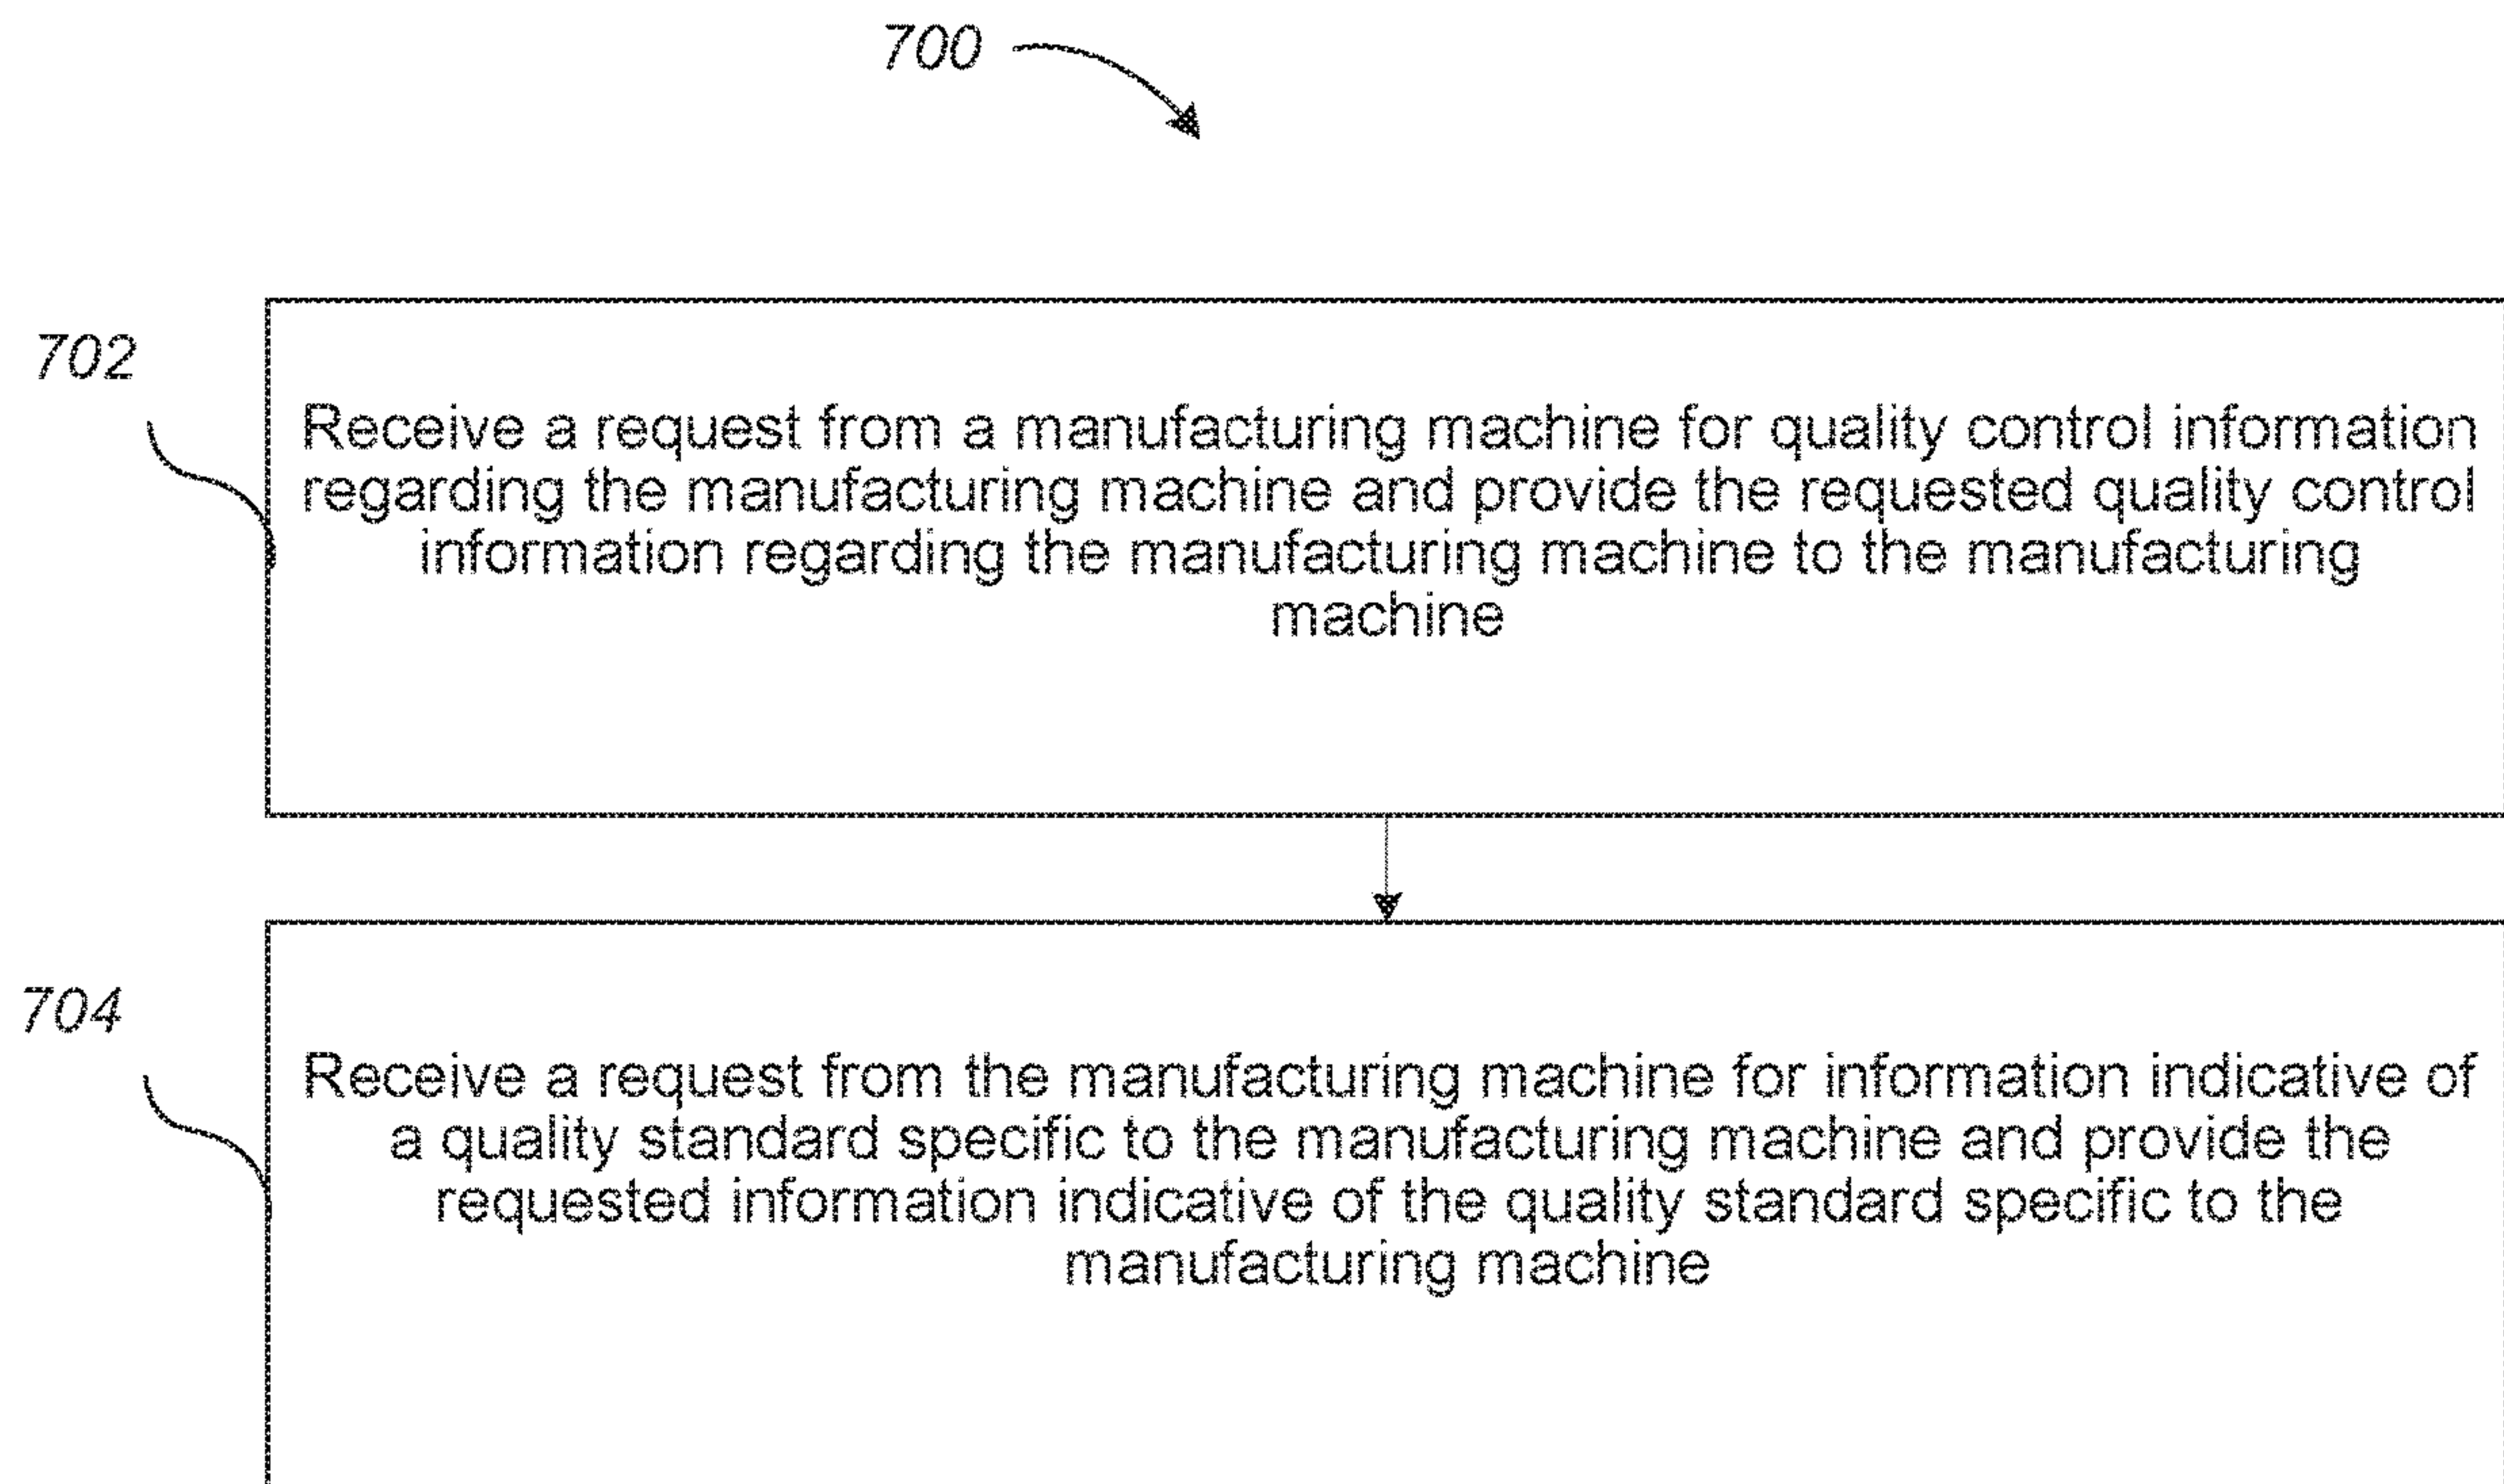 700
702
Receive a request from a manufacturing machine for quality control information
regarding the manufacturing machine and provide the requested quality control
information regarding the manufacturing machine to the manufacturing
machine
704
Receive a request from the manufacturing machine for information indicative of
a quality standard specific to the manufacturing machine and provide the
requested information indicative of the quality standard specific to the
manufacturing machine